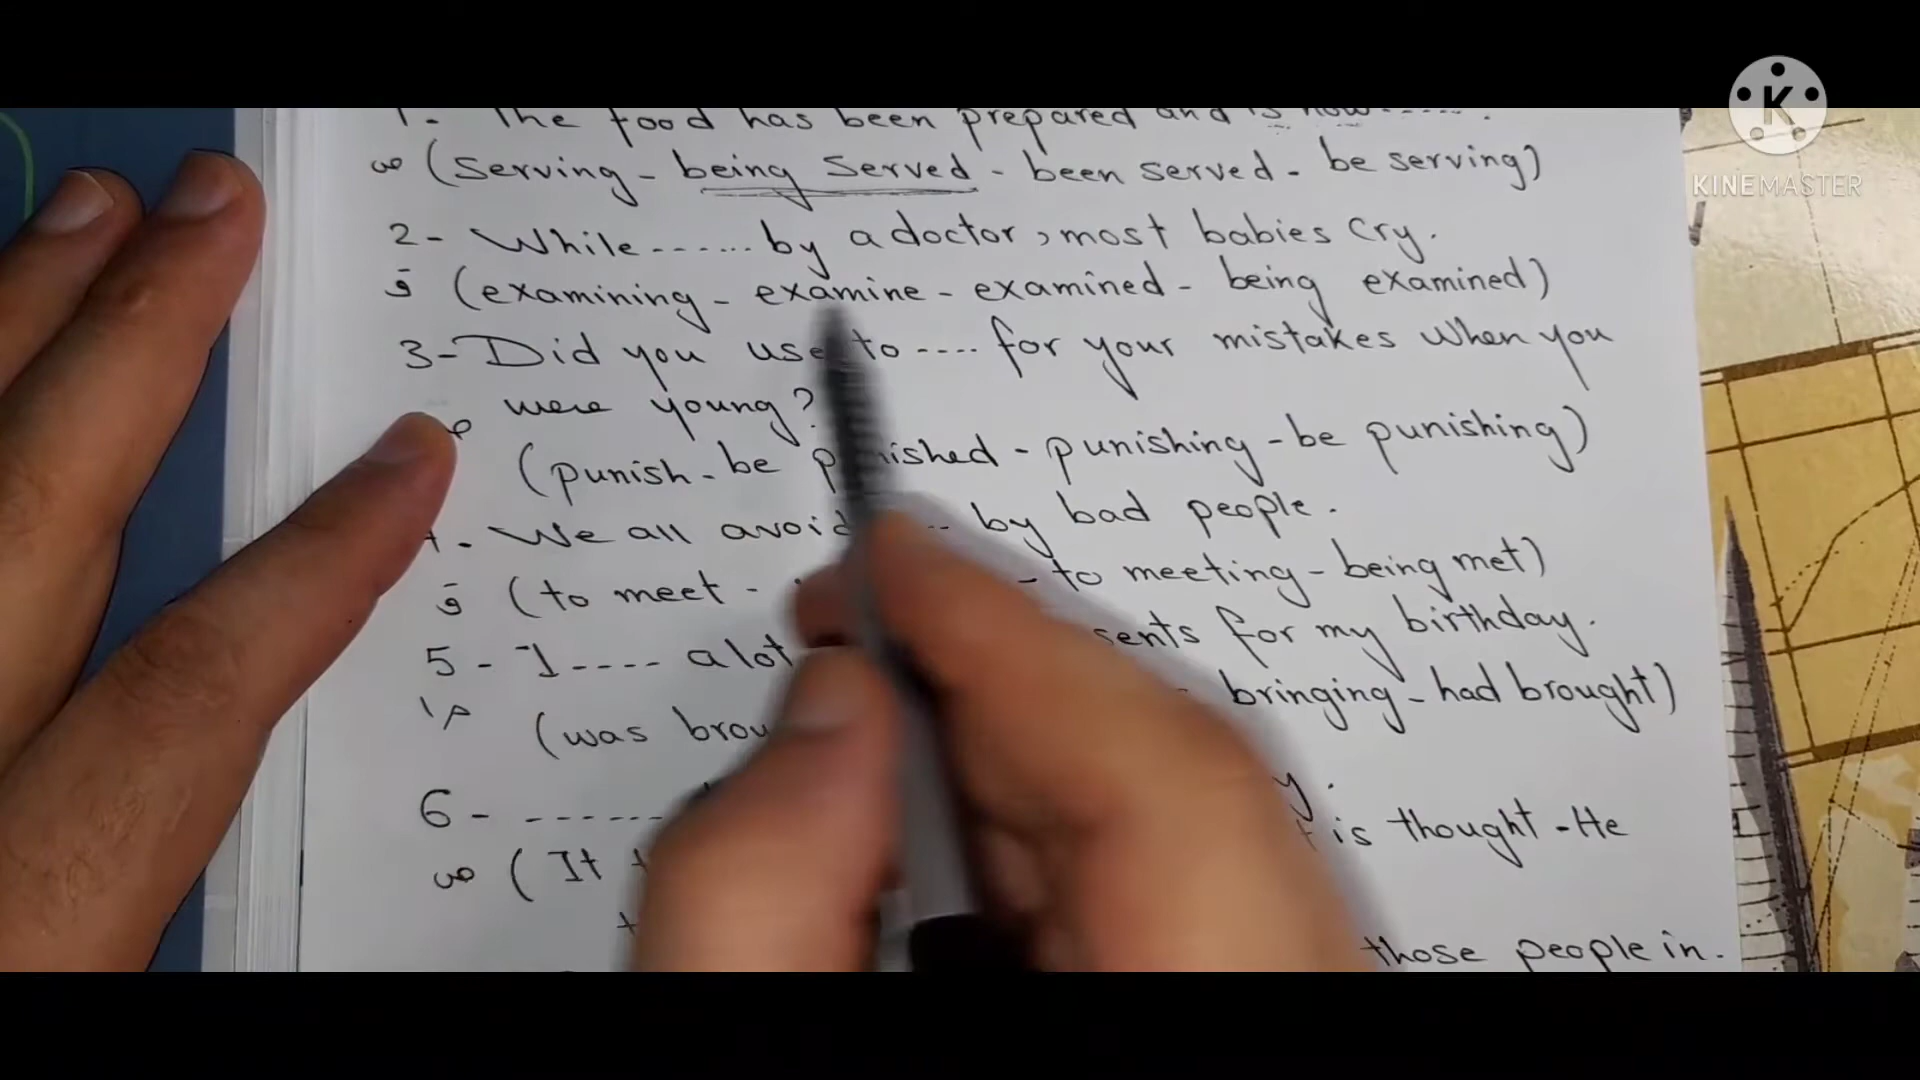 1- The food has been prepared and is now ------.
(serving - being served - been served - be serving)
2- While ------- by a doctor, most babies cry.
(examining - examine - examined - being examined)
3- Did you use to ---- for your mistakes when you
were young?
(punish - be punished - punishing - be punishing)
- We all avoid -- by bad people.
(to meet - - to meeting - being met)
5- I ---- a lot for my birthday.
(was bringing - had brought)
6- ------
(It is thought - He
those people in.
K
KINEMASTER